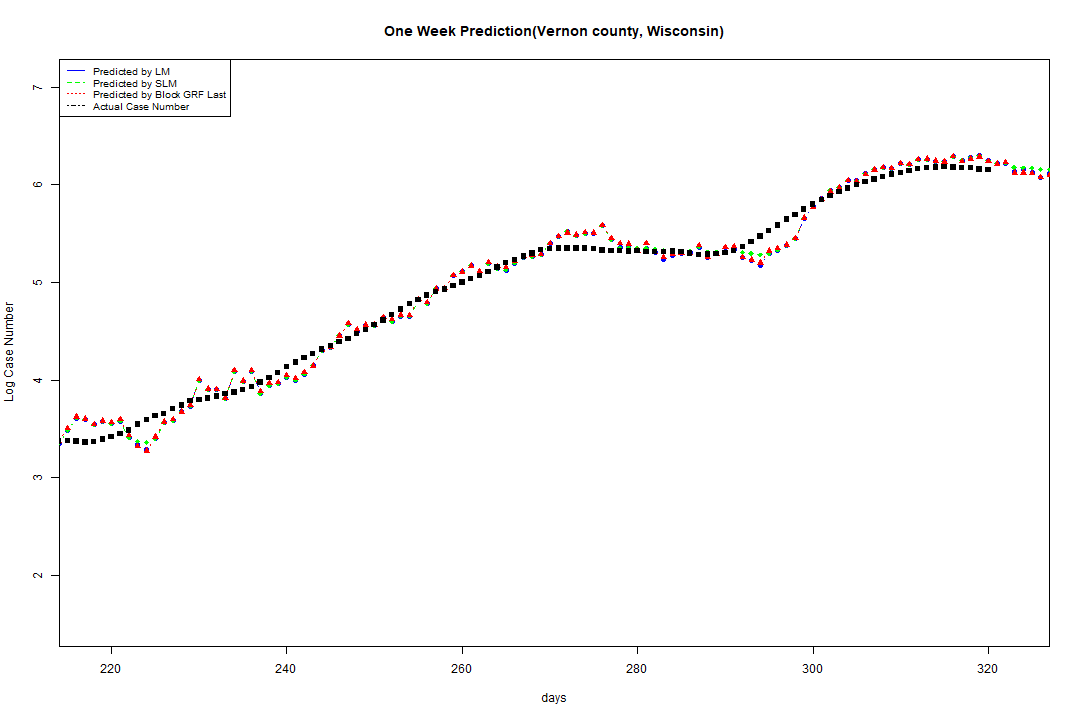 One Week Prediction(Vernon county, Wisconsin)
Predicted by LM
Predicted by SLM
Predicted by Block GRF Last
Actual Case Number
7
6
5
4
3
2
Log Case Number
220 240 260 280 300 320
days